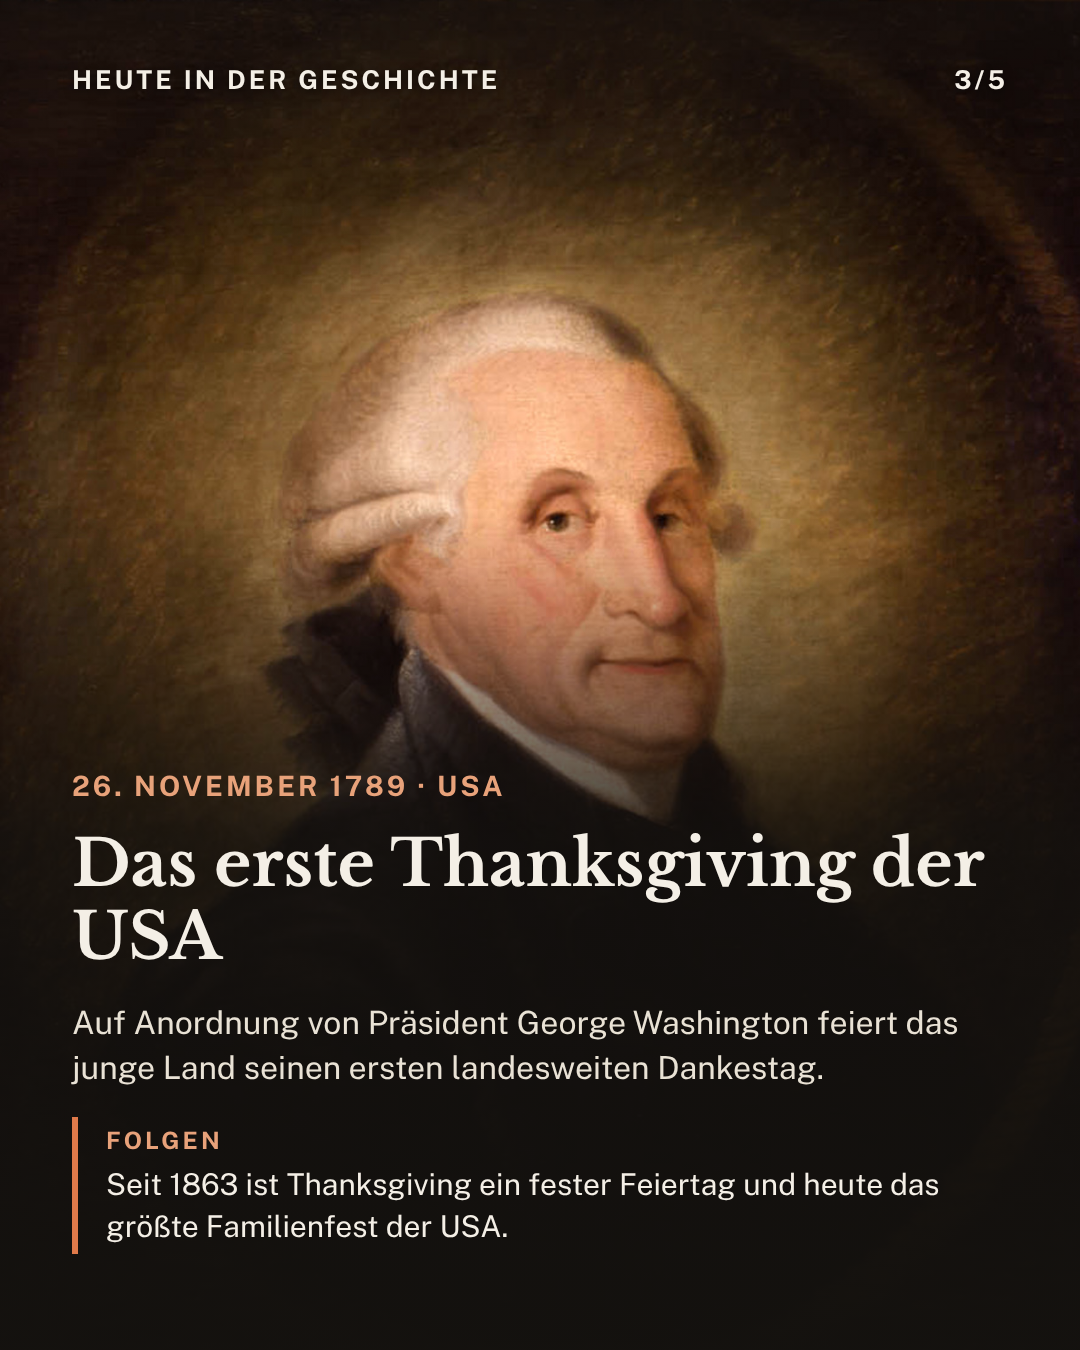 HEUTE IN DER GESCHICHTE
3/5
26. NOVEMBER 1789 · USA
Das erste Thanksgiving der
USA
Auf Anordnung von Präsident George Washington feiert das
junge Land seinen ersten landesweiten Dankestag.
FOLGEN
Seit 1863 ist Thanksgiving ein fester Feiertag und heute das
größte Familienfest der USA.